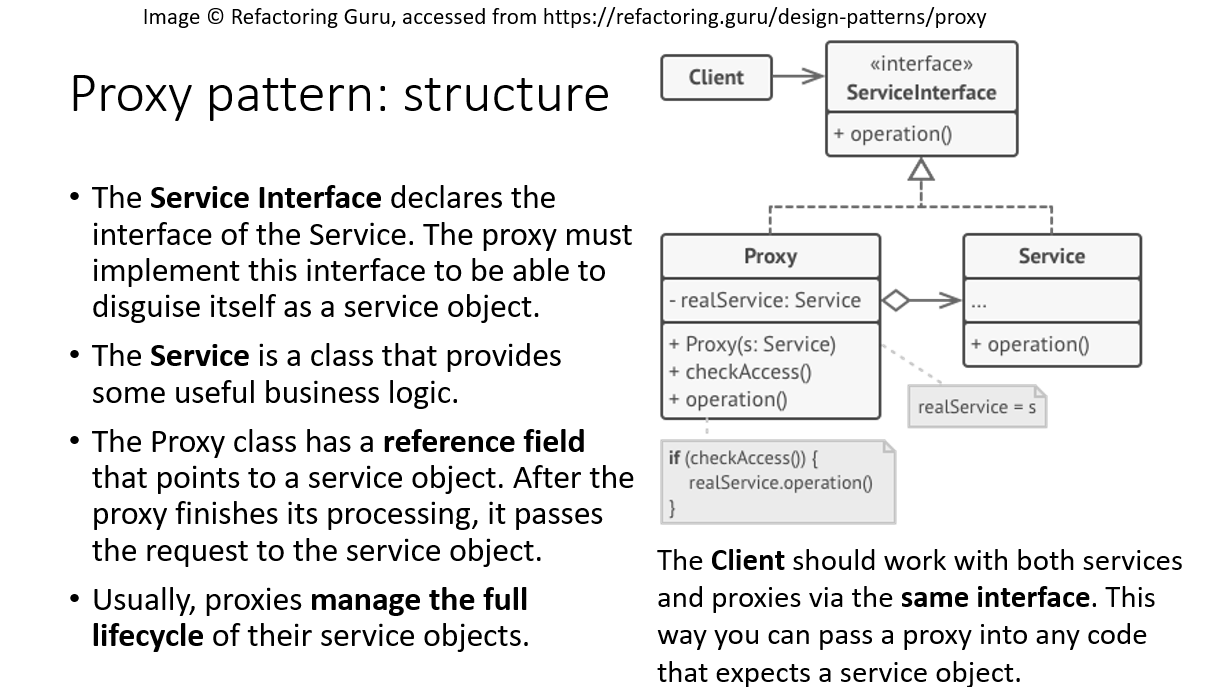 Image © Refactoring Guru, accessed from https://refactoring.guru/design-patterns/proxy
Proxy pattern: structure
• The Service Interface declares the
interface of the Service. The proxy must
implement this interface to be able to
disguise itself as a service object.
• The Service is a class that provides
some useful business logic.
• The Proxy class has a reference field
that points to a service object. After the
proxy finishes its processing, it passes
the request to the service object.
• Usually, proxies manage the full
lifecycle of their service objects.
Client
«interface»
ServiceInterface
+ operation()
Proxy
- realService: Service
+ Proxy(s: Service)
+ checkAccess()
+ operation()
Service
...
+ operation()
realService = s
if (checkAccess()) {
realService.operation()
}
The Client should work with both services
and proxies via the same interface. This
way you can pass a proxy into any code
that expects a service object.